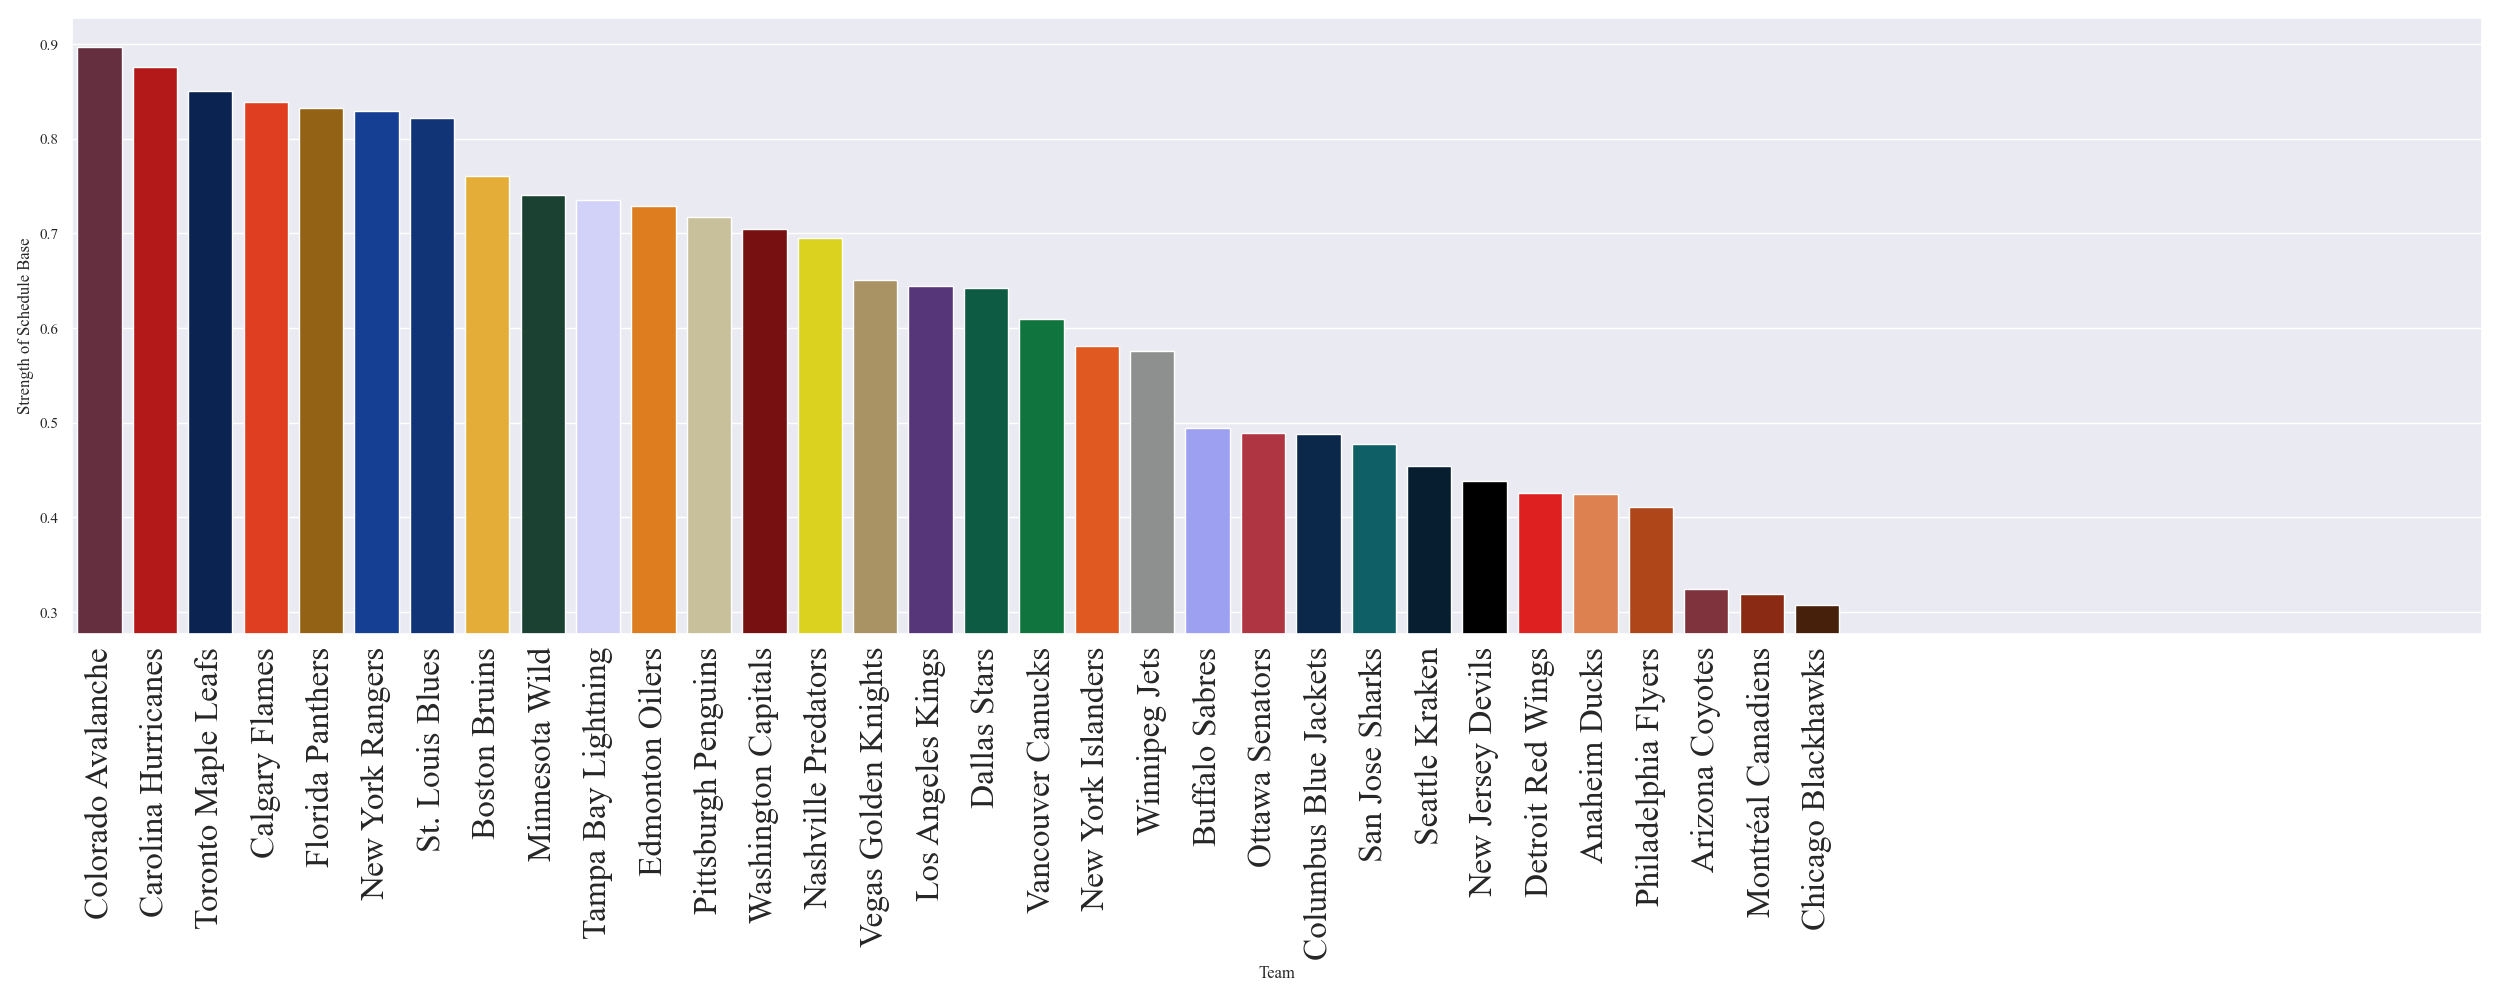 0.9
0.8
0.7
0.6
0.5
0.4
0.3
Strength of Schedule Base
Colorado Avalanche
Carolina Hurricanes
Toronto Maple Leafs
Calgary Flames
Florida Panthers
New York Rangers
St. Louis Blues
Boston Bruins
Minnesota Wild
Tampa Bay Lightning
Edmonton Oilers
Pittsburgh Penguins
Washington Capitals
Nashville Predators
Vegas Golden Knights
Los Angeles Kings
Dallas Stars
Vancouver Canucks
New York Islanders
Winnipeg Jets
Buffalo Sabres
Ottawa Senators
Columbus Blue Jackets
San Jose Sharks
Seattle Kraken
New Jersey Devils
Detroit Red Wings
Anaheim Ducks
Philadelphia Flyers
Arizona Coyotes
Montréal Canadiens
Chicago Blackhawks
Team